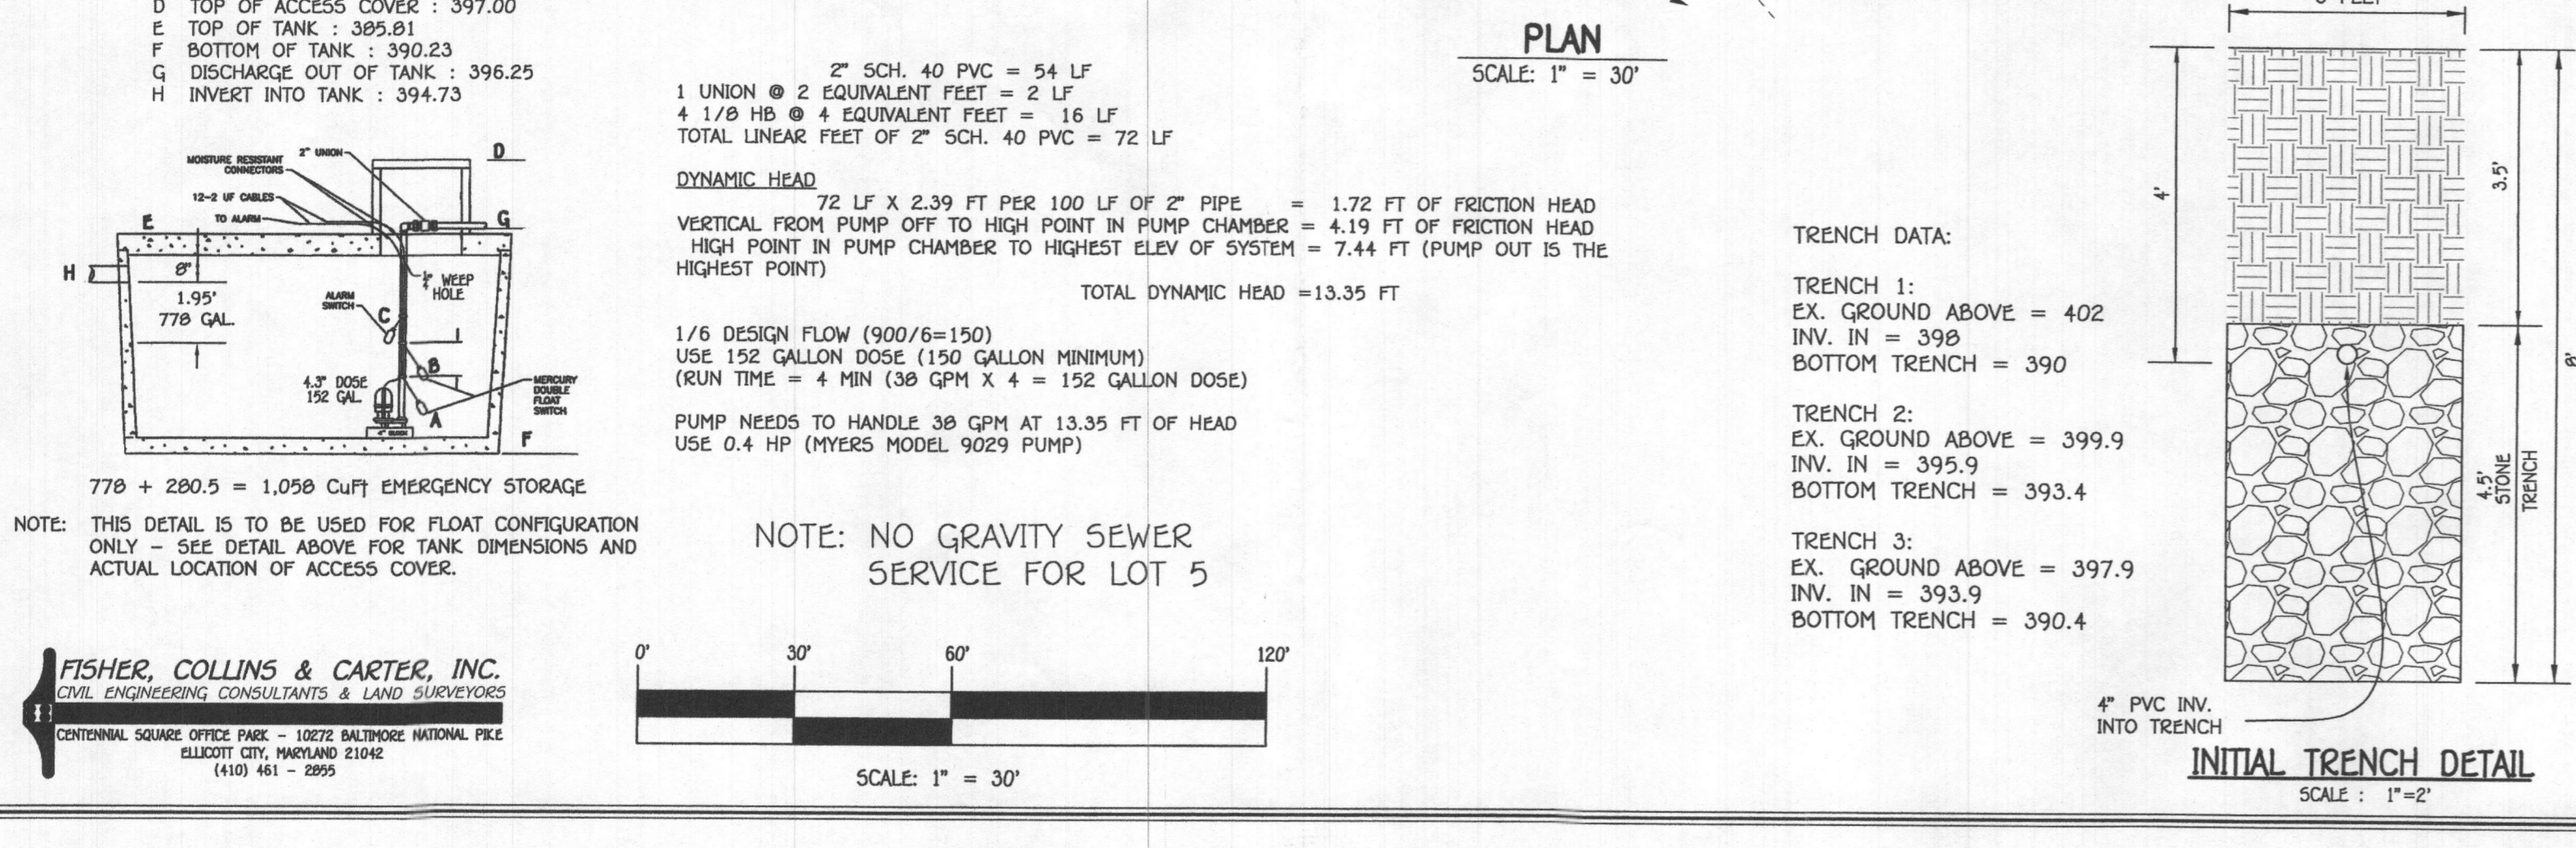 D TOP OF ACCESS COVER : 397.00
E TOP OF TANK : 385.81
F BOTTOM OF TANK : 390.23
G DISCHARGE OUT OF TANK : 396.25
H INVERT INTO TANK : 394.73
MOISTURE RESISTANT
CONNECTORS
2" UNION
D
12-2 UF CABLES
TO ALARM
E
G
H
8"
1.95'
778 GAL.
WEEP
HOLE
ALARM
SWITCH
C
B
4.3" DOSE
152 GAL.
A
MERCURY
DOUBLE
FLOAT
SWITCH
F
778 + 280.5 = 1,058 CuFt EMERGENCY STORAGE
NOTE: THIS DETAIL IS TO BE USED FOR FLOAT CONFIGURATION
ONLY - SEE DETAIL ABOVE FOR TANK DIMENSIONS AND
ACTUAL LOCATION OF ACCESS COVER.
FISHER, COLLINS & CARTER, INC.
CIVIL ENGINEERING CONSULTANTS & LAND SURVEYORS
CENTENNIAL SQUARE OFFICE PARK - 10272 BALTIMORE NATIONAL PIKE
ELLICOTT CITY, MARYLAND 21042
(410) 461 - 2855
2" SCH. 40 PVC = 54 LF
1 UNION @ 2 EQUIVALENT FEET = 2 LF
4 1/8 HB @ 4 EQUIVALENT FEET = 16 LF
TOTAL LINEAR FEET OF 2" SCH. 40 PVC = 72 LF
DYNAMIC HEAD
72 LF X 2.39 FT PER 100 LF OF 2" PIPE = 1.72 FT OF FRICTION HEAD
VERTICAL FROM PUMP OFF TO HIGH POINT IN PUMP CHAMBER = 4.19 FT OF FRICTION HEAD
HIGH POINT IN PUMP CHAMBER TO HIGHEST ELEV OF SYSTEM = 7.44 FT (PUMP OUT IS THE
HIGHEST POINT)
TOTAL DYNAMIC HEAD =13.35 FT
1/6 DESIGN FLOW (900/6=150)
USE 152 GALLON DOSE (150 GALLON MINIMUM)
(RUN TIME = 4 MIN (38 GPM X 4 = 152 GALLON DOSE)
PUMP NEEDS TO HANDLE 38 GPM AT 13.35 FT OF HEAD
USE 0.4 HP (MYERS MODEL 9029 PUMP)
NOTE: NO GRAVITY SEWER
SERVICE FOR LOT 5
0' 30' 60' 120'
SCALE: 1" = 30'
PLAN
SCALE: 1" = 30'
TRENCH DATA:
TRENCH 1:
EX. GROUND ABOVE = 402
INV. IN = 398
BOTTOM TRENCH = 390
TRENCH 2:
EX. GROUND ABOVE = 399.9
INV. IN = 395.9
BOTTOM TRENCH = 393.4
TRENCH 3:
EX. GROUND ABOVE = 397.9
INV. IN = 393.9
BOTTOM TRENCH = 390.4
4'
3.5'
4.5'
STONE
TRENCH
4" PVC INV.
INTO TRENCH
INITIAL TRENCH DETAIL
SCALE : 1"=2'